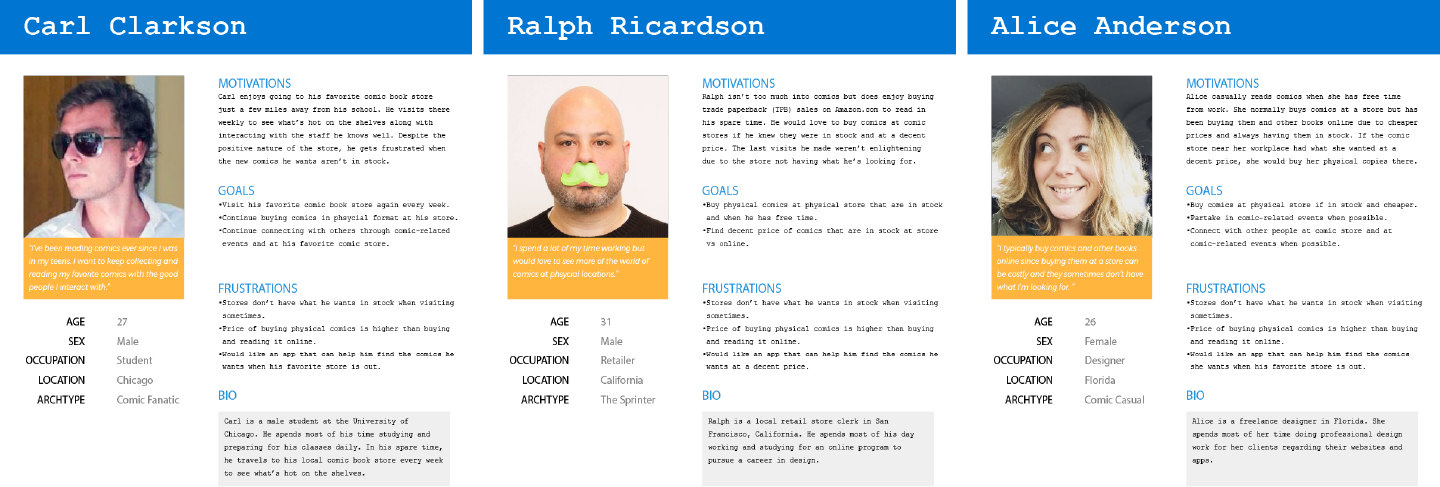 Carl Clarkson
"I've been reading comics ever since I was
in my teens. I want to keep collecting and
reading my favorite comics with the good
people I interact with."
AGE 27
SEX Male
OCCUPATION Student
LOCATION Chicago
ARCHTYPE Comic Fanatic
MOTIVATIONS
Carl enjoys going to his favorite comic book store
just a few miles away from his school. He visits there
weekly to see what's hot on the shelves along with
interacting with the staff he knows well. Despite the
positive nature of the store, he gets frustrated when
the new comics he wants aren't in stock.
GOALS
•Visit his favorite comic book store again every week.
•Continue buying comics in phsycial format at his store.
•Continue connecting with others through comic-related
events and at his favorite comic store.
FRUSTRATIONS
•Stores don't have what he wants in stock when visiting
sometimes.
•Price of buying physical comics is higher than buying
and reading it online.
•Would like an app that can help him find the comics he
wants when his favorite store is out.
BIO
Carl is a male student at the University of
Chicago. He spends most of his time studying and
preparing for his classes daily. In his spare time,
he travels to his local comic book store every week
to see what's hot on the shelves.
Ralph Ricardson
"I spend a lot of my time working but
would love to see more of the world of
comics at phsycial locations."
AGE 31
SEX Male
OCCUPATION Retailer
LOCATION California
ARCHTYPE The Sprinter
MOTIVATIONS
Ralph isn't too much into comics but does enjoy buying
trade paperback (TPB) sales on Amazon.com to read in
his spare time. He would love to buy comics at comic
stores if he knew they were in stock and at a decent
price. The last visits he made weren't enlightening
due to the store not having what he's looking for.
GOALS
•Buy physical comics at physical store that are in stock
and when he has free time.
•Find decent price of comics that are in stock at store
vs online.
FRUSTRATIONS
•Stores don't have what he wants in stock when visiting
sometimes.
•Price of buying physical comics is higher than buying
and reading it online.
•Would like an app that can help him find the comics he
wants at a decent price.
BIO
Ralph is a local retail store clerk in San
Francisco, California. He spends most of his day
working and studying for an online program to
pursue a career in design.
Alice Anderson
"I typically buy comics and other books
online since buying them at a store can
be costly and they sometimes don't have
what I'm looking for. "
AGE 26
SEX Female
OCCUPATION Designer
LOCATION Florida
ARCHTYPE Comic Casual
MOTIVATIONS
Alice casually reads comics when she has free time
from work. She normally buys comics at a store but has
been buying them and other books online due to cheaper
prices and always having them in stock. If the comic
store near her workplace had what she wanted at a
decent price, she would buy her physical copies there.
GOALS
•Buy comics at physical store if in stock and cheaper.
•Partake in comic-related events when possible.
•Connect with other people at comic store and at
comic-related events when possible.
FRUSTRATIONS
•Stores don't have what he wants in stock when visiting
sometimes.
•Price of buying physical comics is higher than buying
and reading it online.
•Would like an app that can help him find the comics
she wants when his favorite store is out.
BIO
Alice is a freelance designer in Florida. She
spends most of her time doing professional design
work for her clients regarding their websites and
apps.